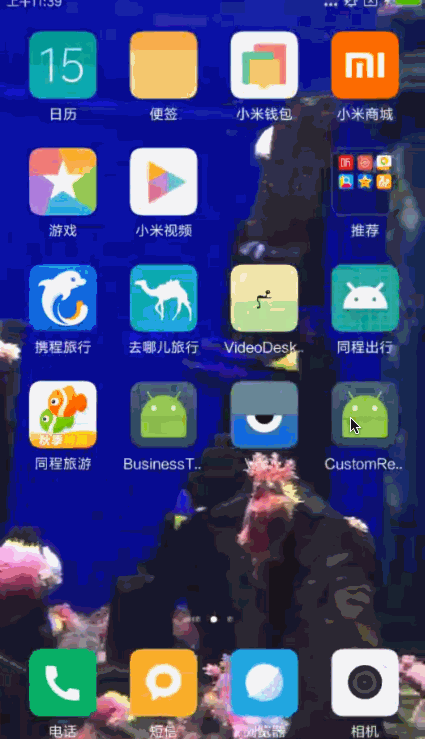 上午11:39
15
日历
便签
小米钱包
小米商城
游戏
小米视频
推荐
携程旅行
去哪儿旅行
VideoDesk..
同程出行
秋季
同程旅游
BusinessT..
CustomRe..
电话
短信
浏览器
相机